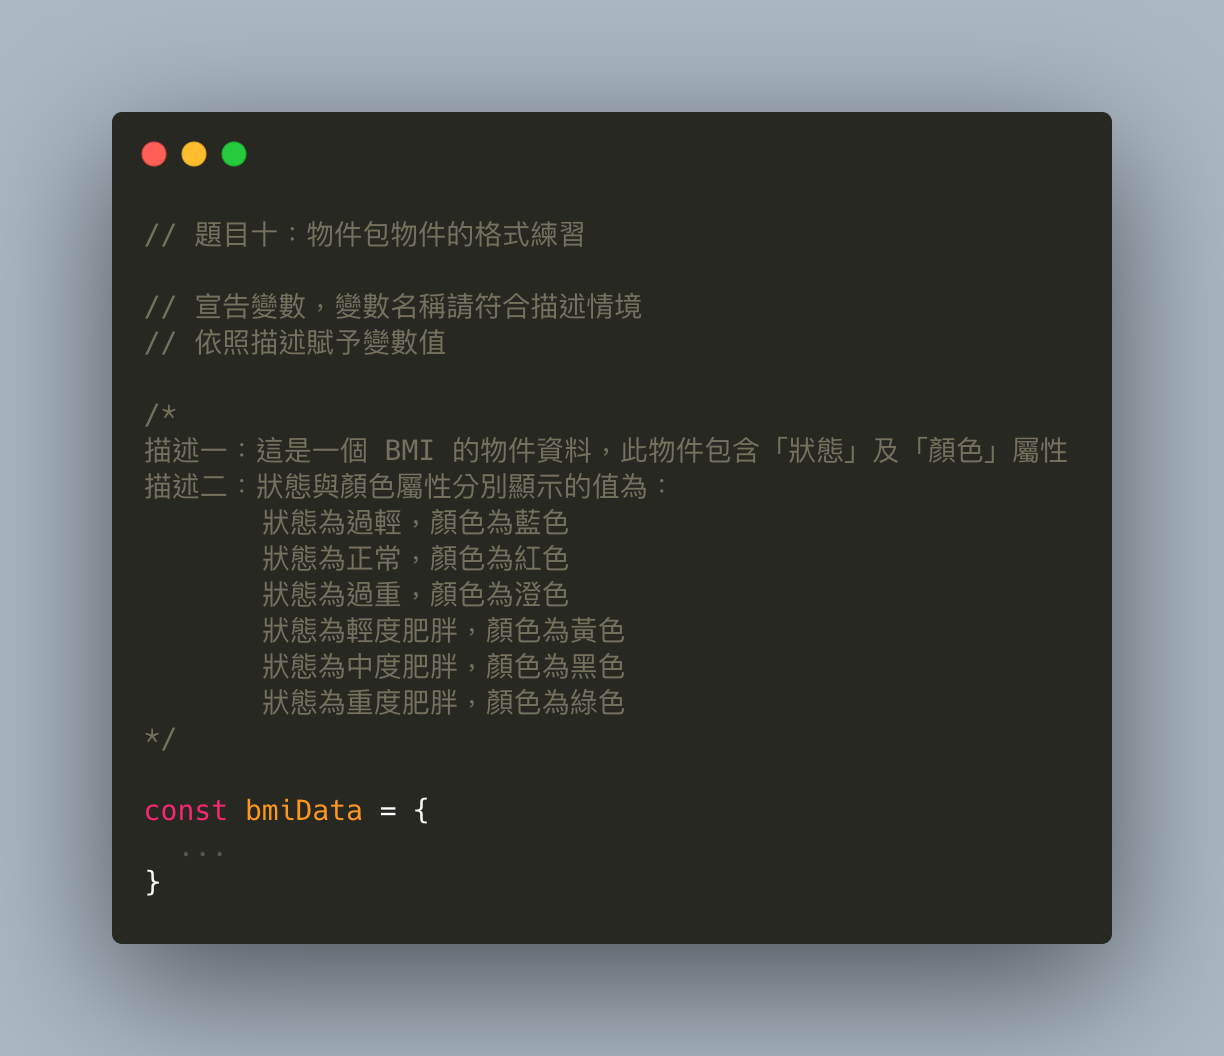 // 題目十：物件包物件的格式練習
// 宣告變數，變數名稱請符合描述情境
// 依照描述賦予變數值
/*
描述一：這是一個 BMI 的物件資料，此物件包含「狀態」及「顏色」屬性
描述二：狀態與顏色屬性分別顯示的值為：
狀態為過輕，顏色為藍色
狀態為正常，顏色為紅色
狀態為過重，顏色為澄色
狀態為輕度肥胖，顏色為黃色
狀態為中度肥胖，顏色為黑色
狀態為重度肥胖，顏色為綠色
*/
const bmiData = {
...
}